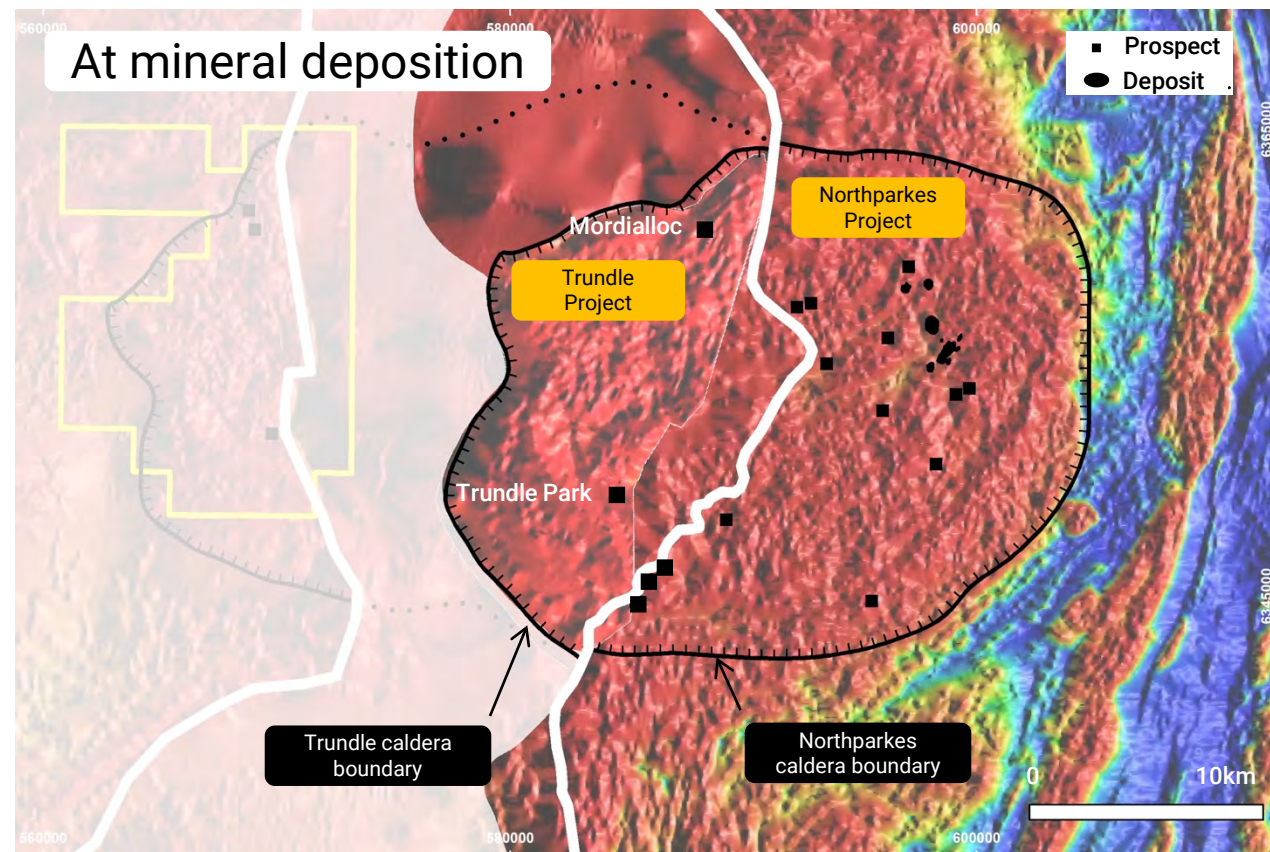 560000
580000
600000
At mineral deposition
Prospect
Deposit .
6365000
Northparkes
Project
Mordialloc
Trundle
Project
Trundle Park
6345000
Trundle caldera
boundary
Northparkes
caldera boundary
0 10km
560000
580000
600000